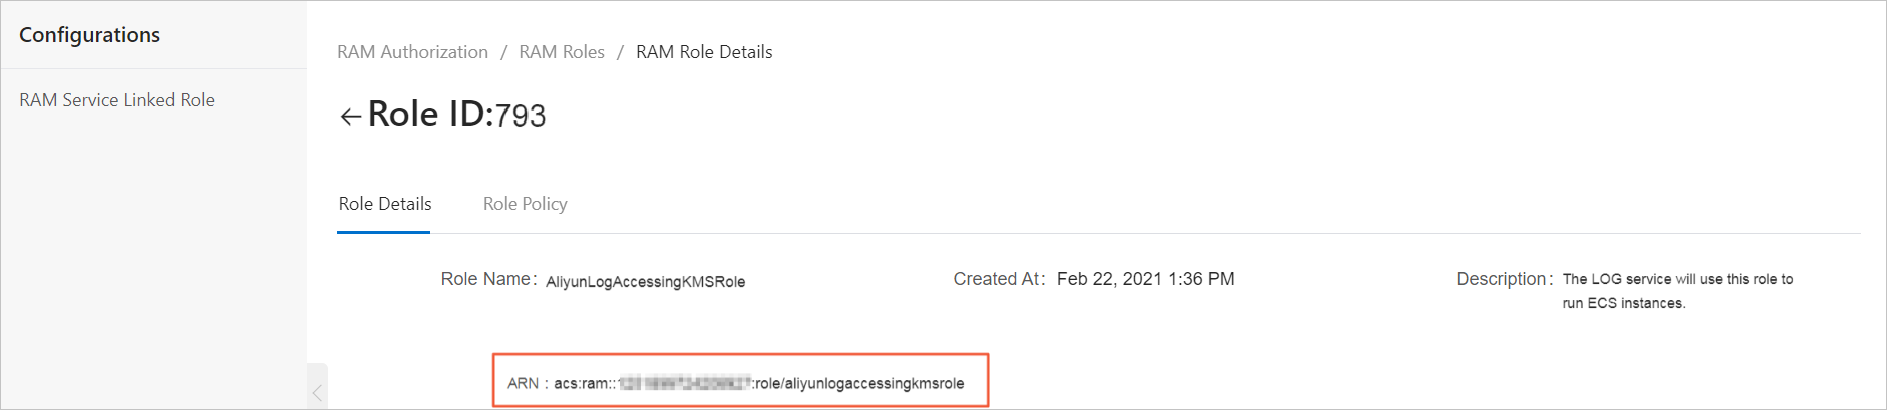 Configurations
RAM Service Linked Role
RAM Authorization / RAM Roles / RAM Role Details
←Role ID:793
Role Details Role Policy
Role Name: AliyunLogAccessingKMSRole
Created At: Feb 22, 2021 1:36 PM
Description: The LOG service will use this role to
run ECS instances.
ARN : acs:ram:: :role/aliyunlogaccessingkmsrole